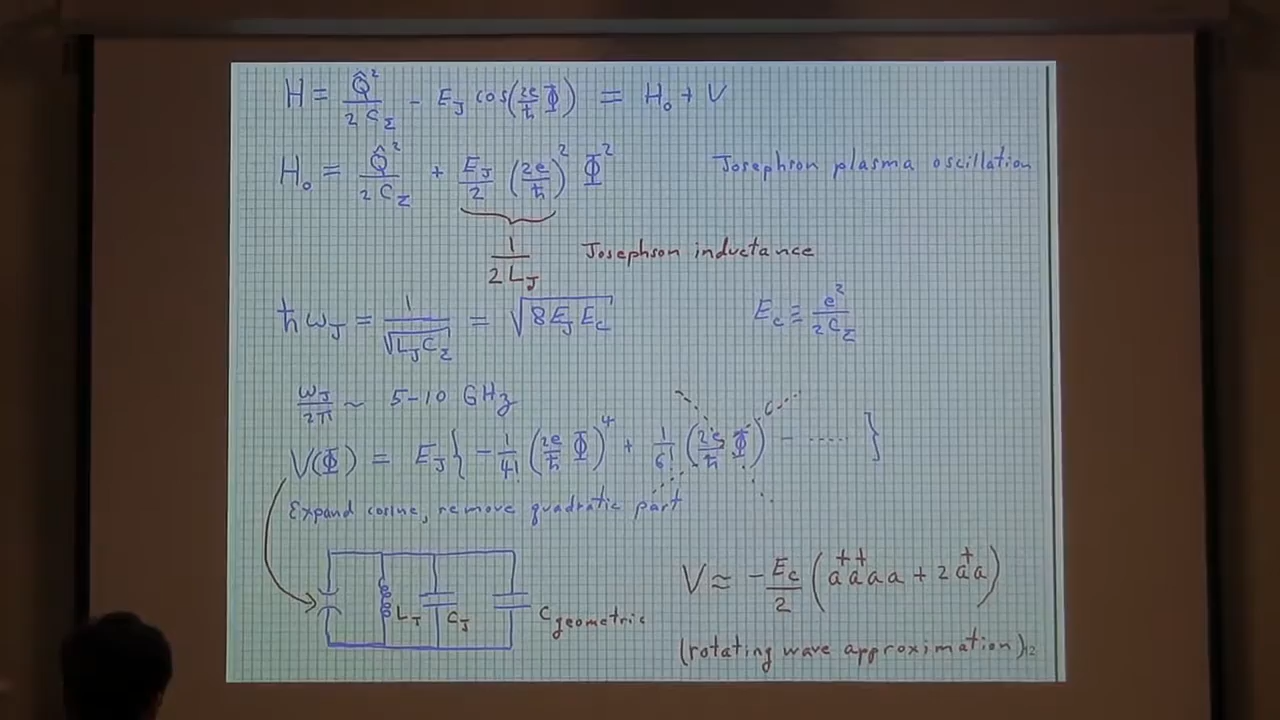 H = Q̂²/2C_Σ - E_J cos(2e/ħ Φ) = H₀ + V
H₀ = Q̂²/2C_Σ + E_J/2 (2e/ħ)² Φ² Josephson plasma oscillation
1/2L_J Josephson inductance
ħω_J = 1/√(L_J C_Σ) = √(8E_J E_C) E_C ≡ e²/2C_Σ
ω_J/2π ~ 5-10 GHz
V(Φ) = E_J { -1/4! (2e/ħ Φ)⁴ + 1/6! (2e/ħ Φ) - ..... }
Expand cosine, remove quadratic part
L_J C_J C_geometric
V ≈ -E_C/2 (a†a†aa + 2a†a)
(rotating wave approximation) 12